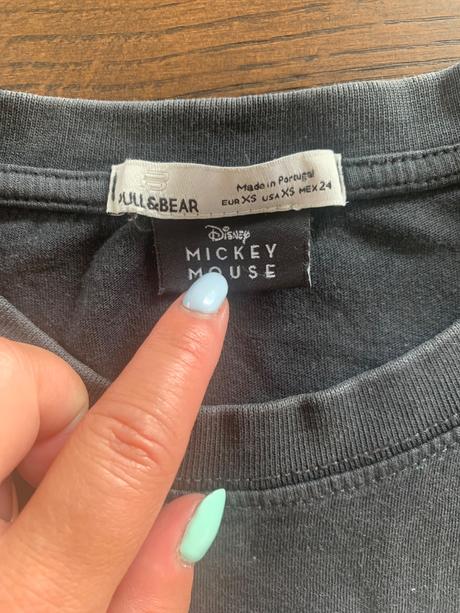 Made in Portugal
PULL&BEAR
EUR XS USA XS MEX 24
Disney
MICKEY
MOUSE